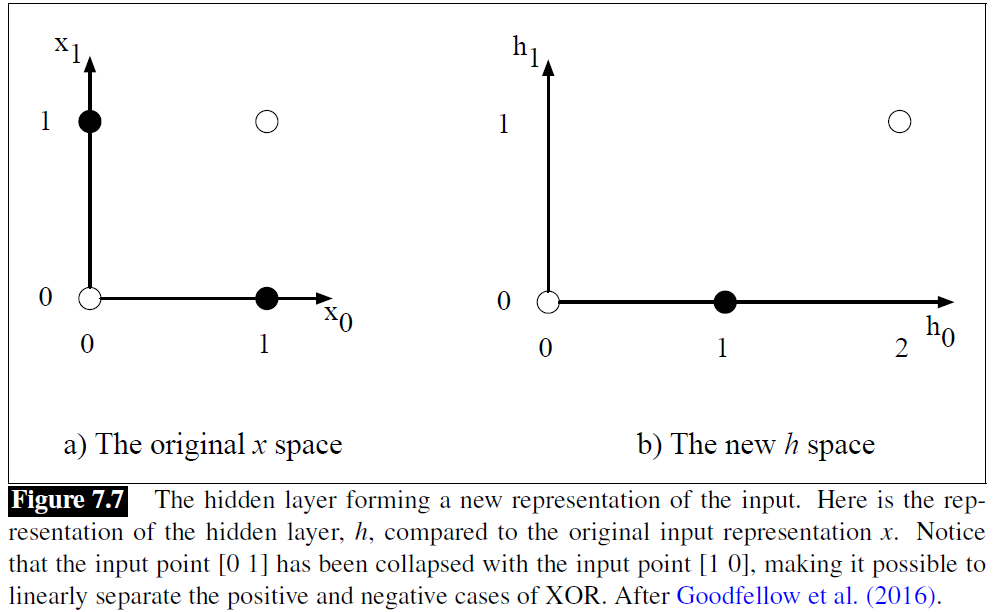 x1
1
0
0
1
x0
a) The original x space
h1
1
0
0
1
2
h0
b) The new h space
Figure 7.7 The hidden layer forming a new representation of the input. Here is the rep-
resentation of the hidden layer, h, compared to the original input representation x. Notice
that the input point [0 1] has been collapsed with the input point [1 0], making it possible to
linearly separate the positive and negative cases of XOR. After Goodfellow et al. (2016).